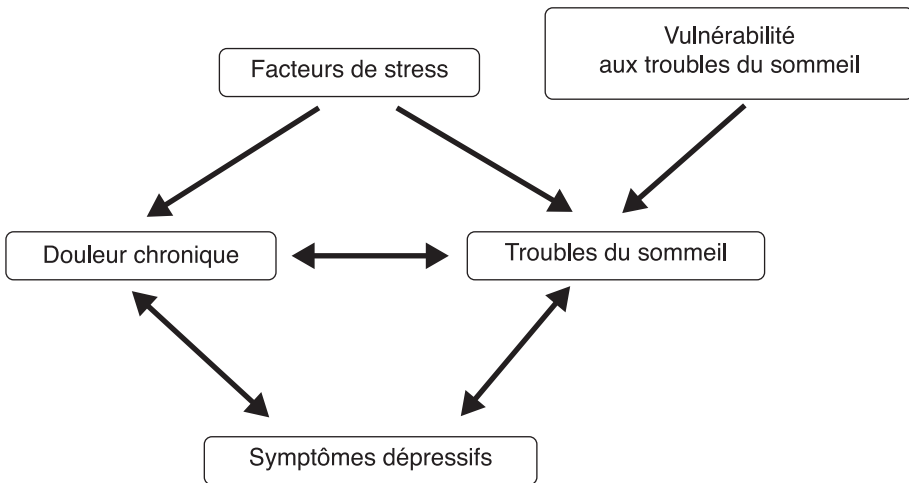 Facteurs de stress
Vulnérabilité
aux troubles du sommeil
Douleur chronique
Troubles du sommeil
Symptômes dépressifs